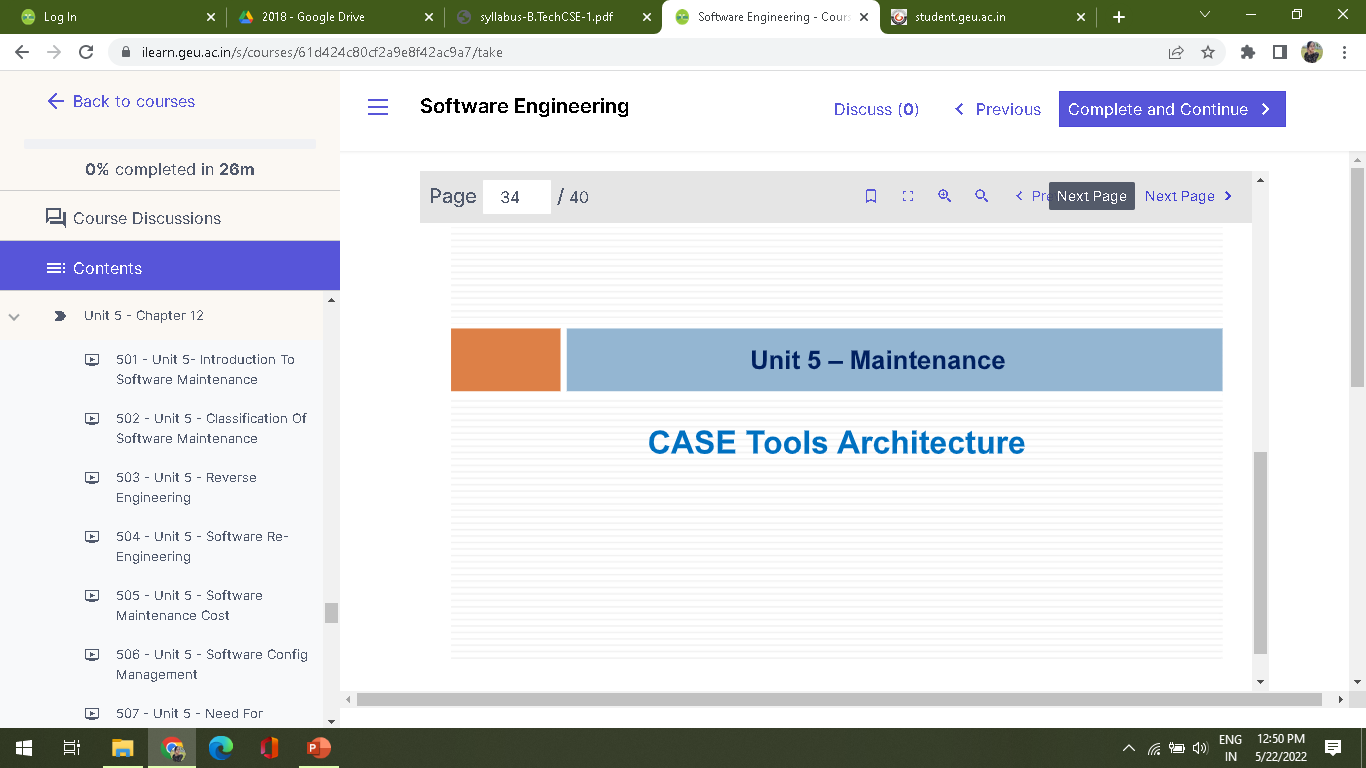 Log In
2018 - Google Drive
syllabus-B.TechCSE-1.pdf
Software Engineering - Cour
student.geu.ac.in
ilearn.geu.ac.in/s/courses/61d424c80cf2a9e8f42ac9a7/take
Back to courses
0% completed in 26m
Course Discussions
Contents
Unit 5 - Chapter 12
501 - Unit 5- Introduction To
Software Maintenance
502 - Unit 5 - Classification Of
Software Maintenance
503 - Unit 5 - Reverse
Engineering
504 - Unit 5 - Software Re-
Engineering
505 - Unit 5 - Software
Maintenance Cost
506 - Unit 5 - Software Config
Management
507 - Unit 5 - Need For
Software Engineering
Discuss (0)
Previous
Complete and Continue
Page 34 / 40
Pre
Next Page
Next Page
Unit 5 – Maintenance
CASE Tools Architecture
ENG
IN
12:50 PM
5/22/2022